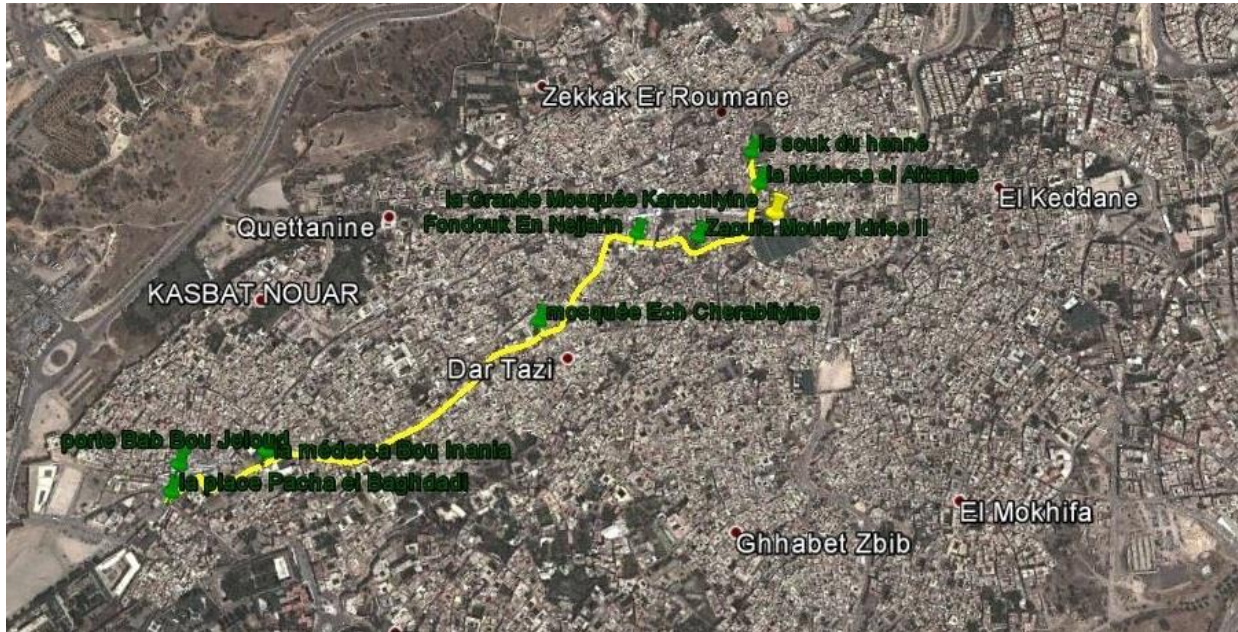 Zekkak Er Roumane
le souk du henné
la Médersa el Attarine
El Keddane
la Grande Mosquée Karaouiyine
Fondouk En Nejjarin
Zaouia Moulay Idriss II
Quettanine
KASBAT NOUAR
mosquée Ech Cherabliyine
Dar Tazi
porte Bab Bou Jeloud
la médersa Bou Inania
la place Pacha el Baghdadi
El Mokhifa
Ghhabet Zbib